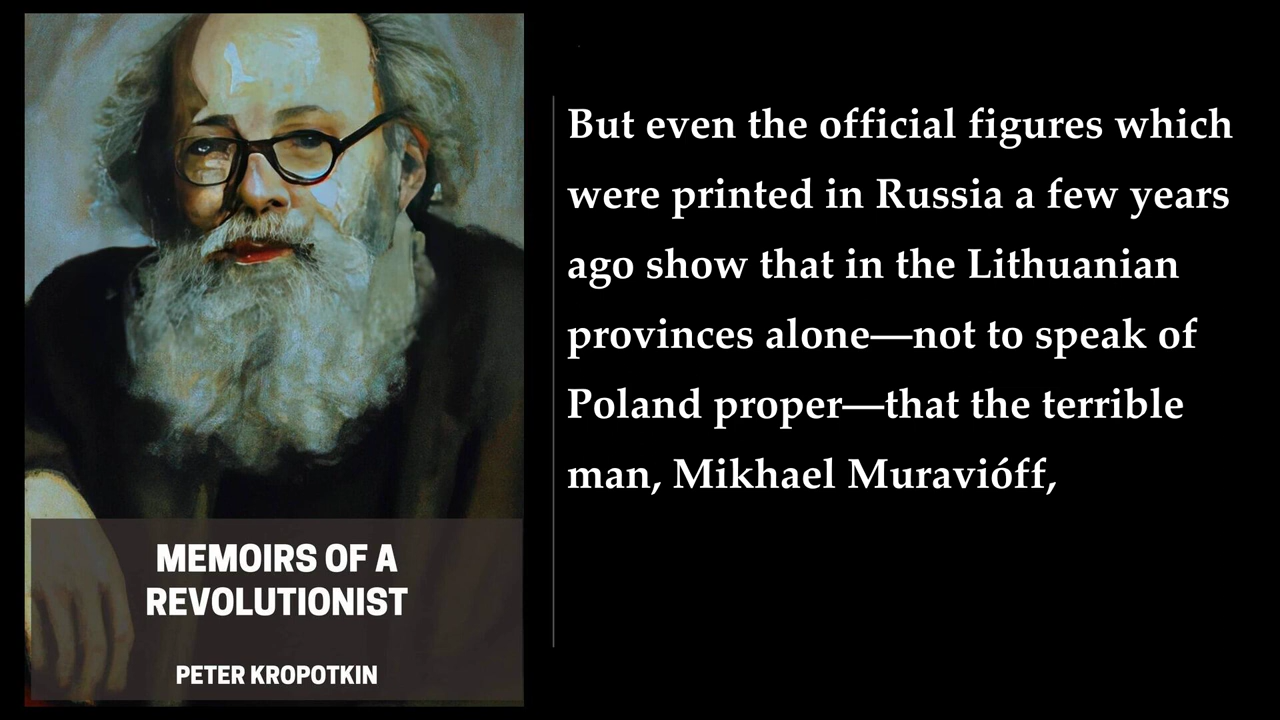 But even the official figures which
were printed in Russia a few years
ago show that in the Lithuanian
provinces alone—not to speak of
Poland proper—that the terrible
man, Mikhael Muravióff,
MEMOIRS OF A
REVOLUTIONIST
PETER KROPOTKIN